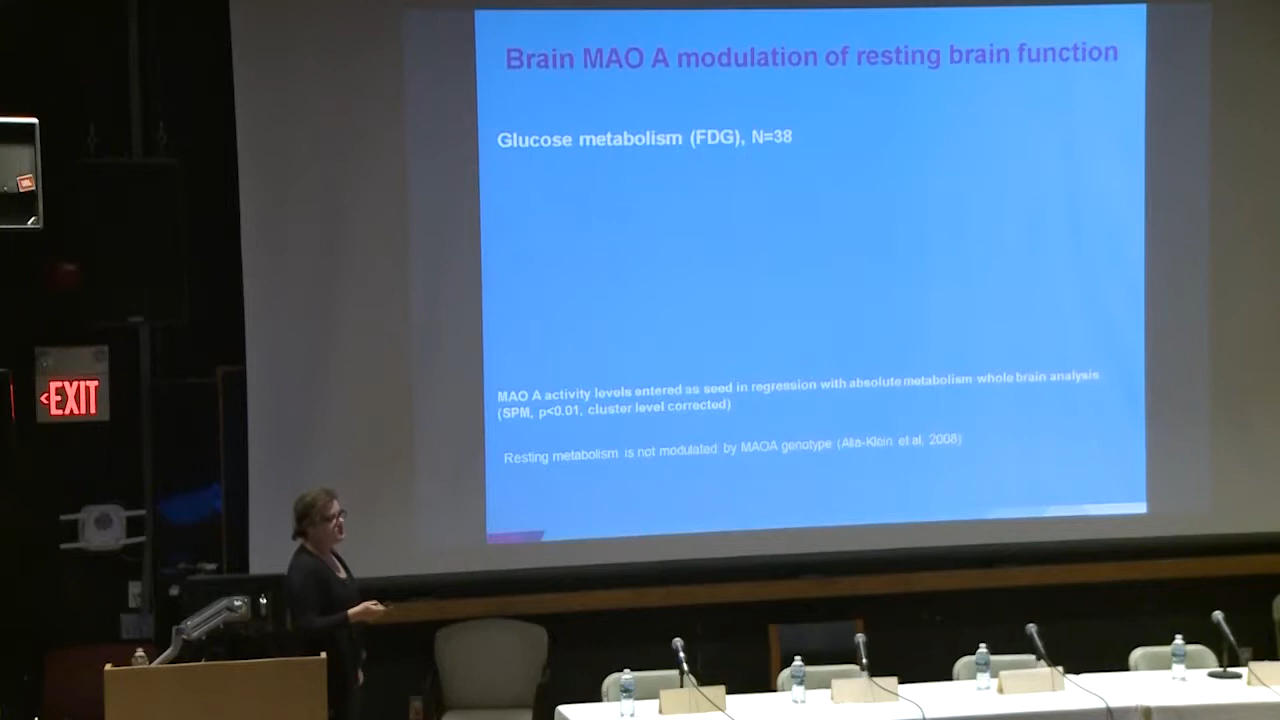 Brain MAO A modulation of resting brain function
Glucose metabolism (FDG), N=38
MAO A activity levels entered as seed in regression with absolute metabolism whole brain analysis
(SPM, p<0.01, cluster level corrected)
Resting metabolism is not modulated by MAOA genotype (Alia-Klein et al, 2008)
<EXIT